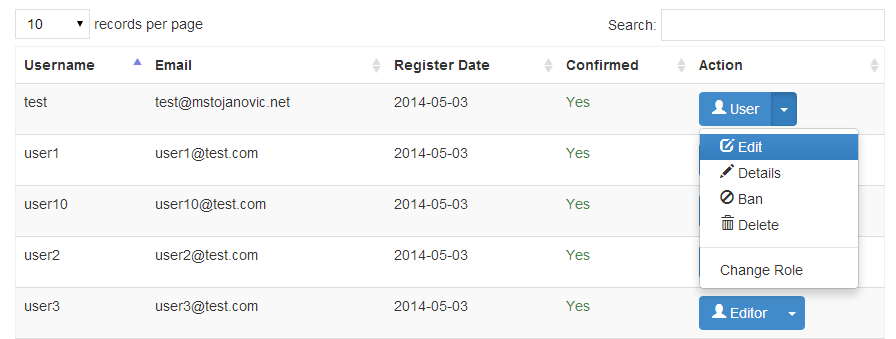 10 records per page Search:
Username Email Register Date Confirmed Action
test test@mstojanovic.net 2014-05-03 Yes User
user1 user1@test.com 2014-05-03 Yes
Edit
Details
user10 user10@test.com 2014-05-03 Yes
Ban
Delete
user2 user2@test.com 2014-05-03 Yes
Change Role
user3 user3@test.com 2014-05-03 Yes Editor